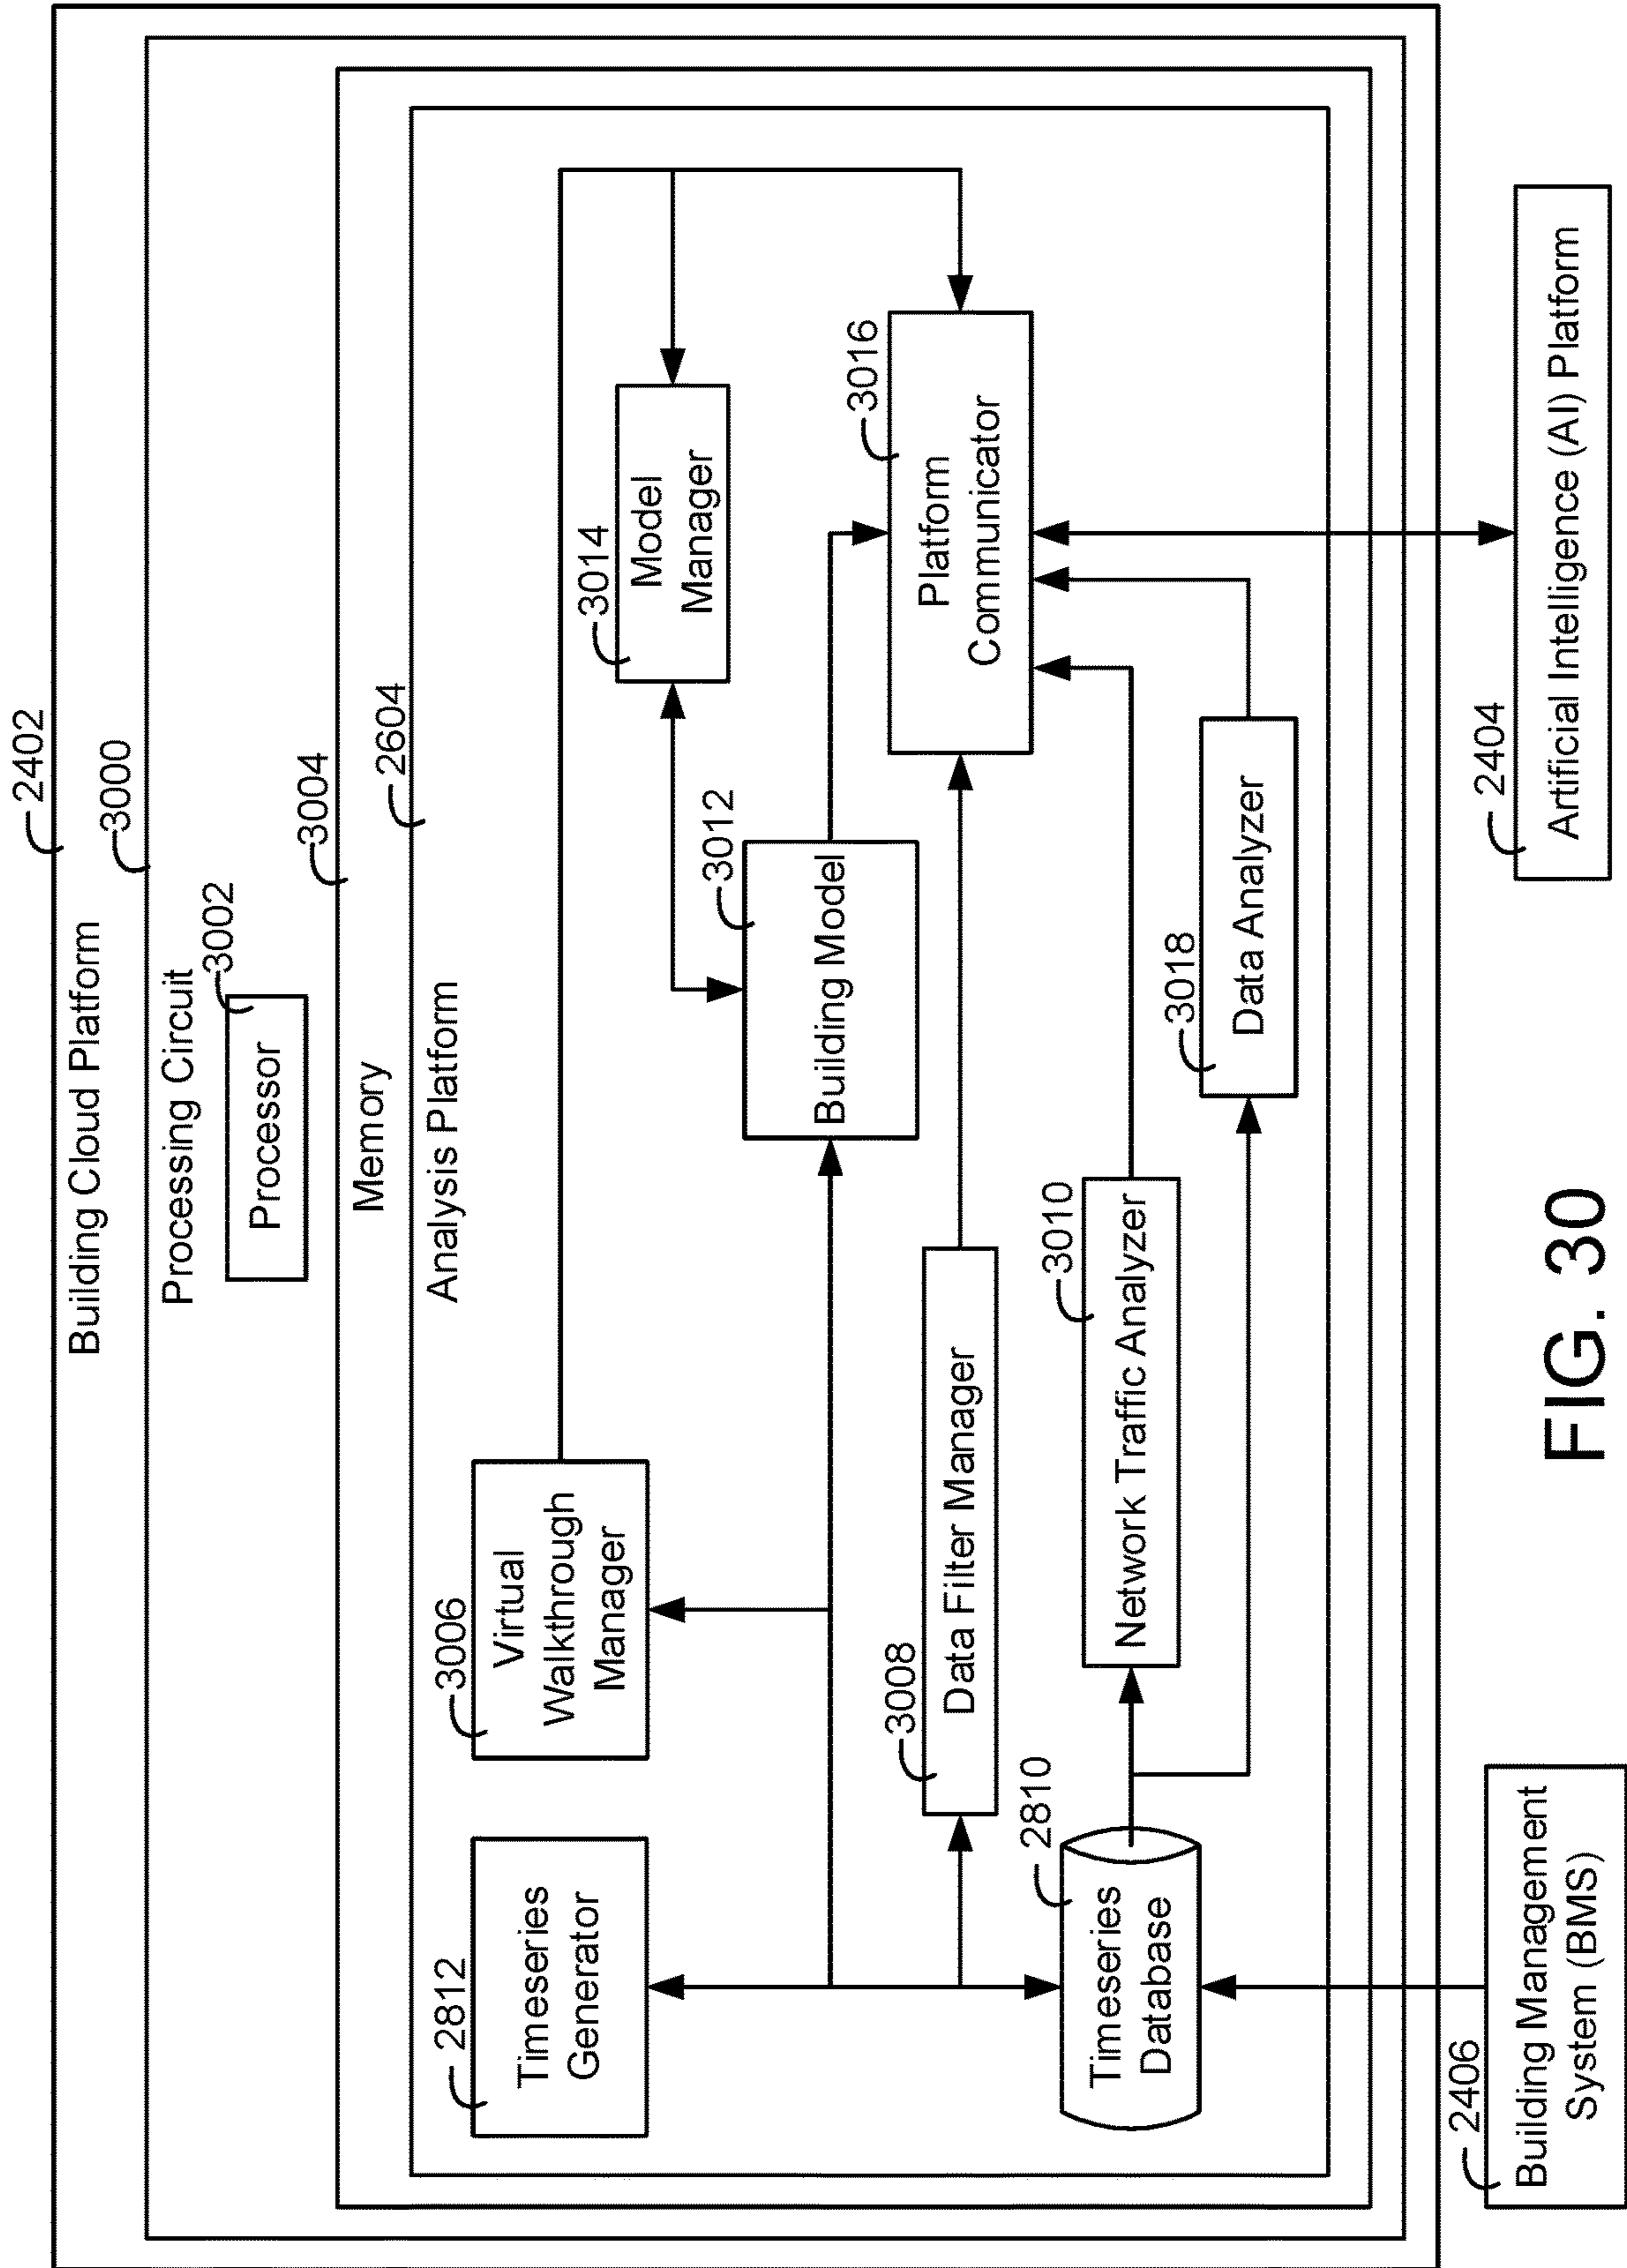 2402
Building Cloud Platform
3000
Processing Circuit
3002
Processor
3004
Memory
2604
Analysis Platform
2812
Timeseries
Generator
3006
Virtual
Walkthrough
Manager
3014
Model
Manager
3012
Building Model
3016
Platform
Communicator
3008
Data Filter Manager
3010
Network Traffic Analyzer
2810
Timeseries
Database
3018
Data Analyzer
2406
Building Management
System (BMS)
2404
Artificial Intelligence (AI) Platform
FIG. 30